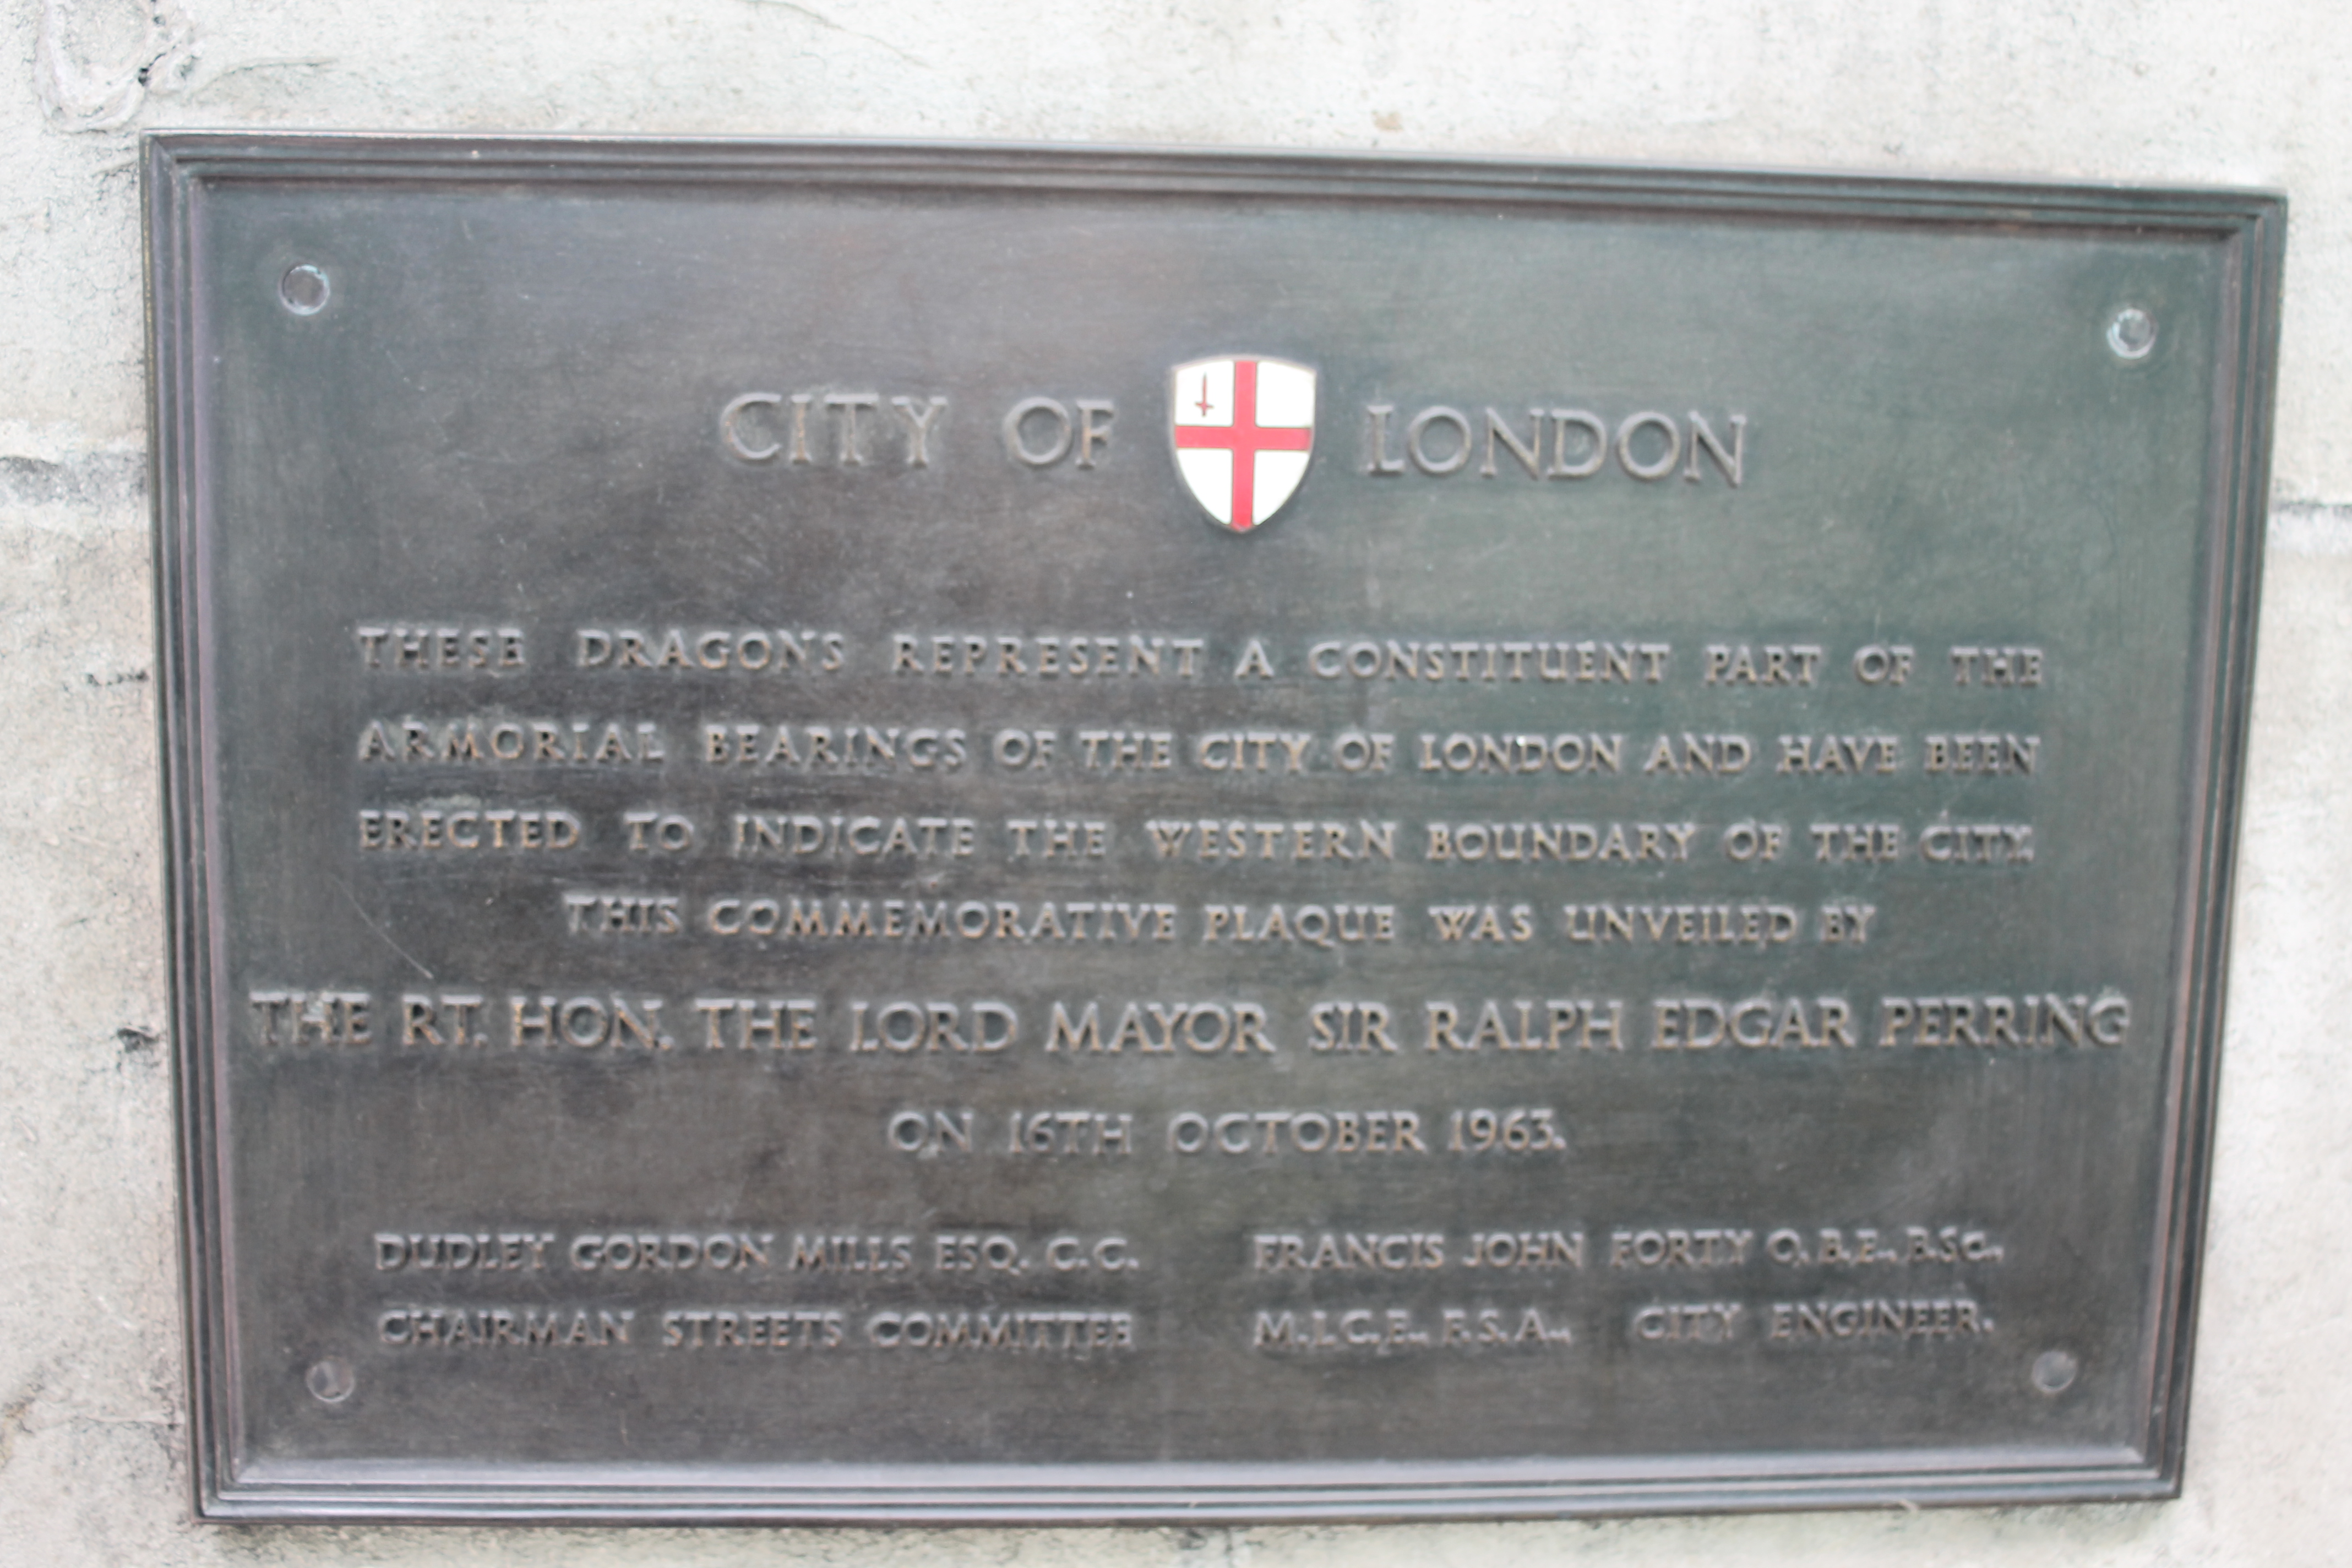 CITY OF LONDON
THESE DRAGONS REPRESENT A CONSTITUENT PART OF THE
ARMORIAL BEARINGS OF THE CITY OF LONDON AND HAVE BEEN
ERECTED TO INDICATE THE WESTERN BOUNDARY OF THE CITY.
THIS COMMEMORATIVE PLAQUE WAS UNVEILED BY
THE RT. HON. THE LORD MAYOR SIR RALPH EDGAR PERRING
ON 16TH OCTOBER 1963.
DUDLEY GORDON MILLS ESQ. C.C.
CHAIRMAN STREETS COMMITTEE
FRANCIS JOHN FORTY O.B.E., B.Sc.,
M.I.C.E., F.S.A., CITY ENGINEER.